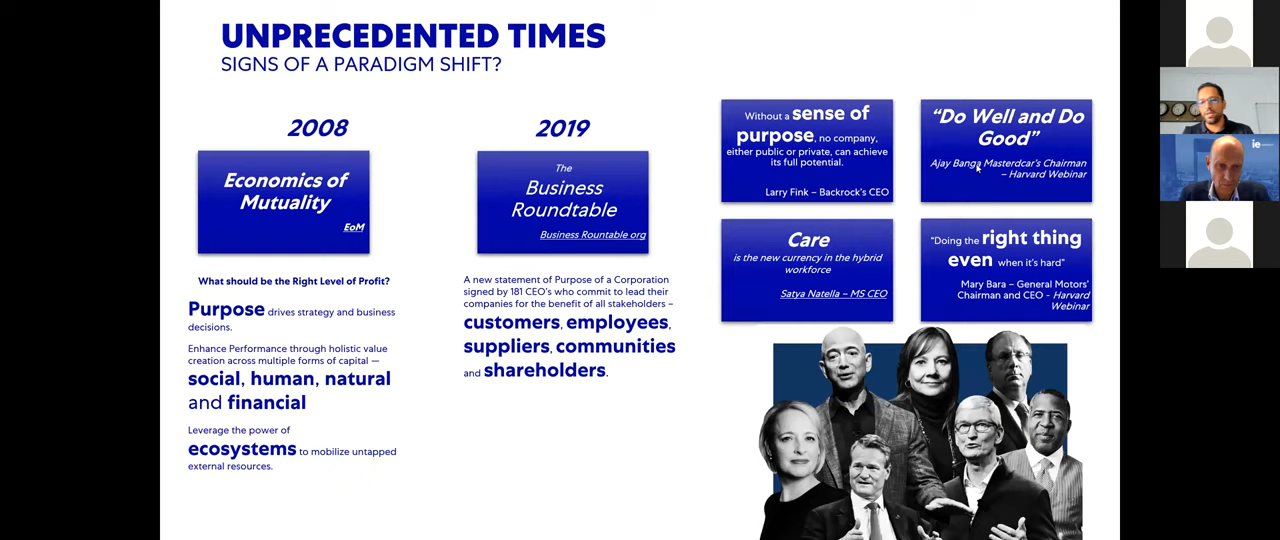 UNPRECEDENTED TIMES
SIGNS OF A PARADIGM SHIFT?
2008
Economics of
Mutuality
EoM
What should be the Right Level of Profit?
Purpose drives strategy and business
decisions.
Enhance Performance through holistic value
creation across multiple forms of capital —
social, human, natural
and financial
Leverage the power of
ecosystems to mobilize untapped
external resources.
2019
The
Business
Roundtable
Business Rountable org
A new statement of Purpose of a Corporation
signed by 181 CEO's who commit to lead their
companies for the benefit of all stakeholders –
customers, employees,
suppliers, communities
and shareholders.
Without a sense of
purpose, no company,
either public or private, can achieve
its full potential.
Larry Fink – Backrock's CEO
“Do Well and Do
Good”
Ajay Banga Masterdcar's Chairman
– Harvard Webinar
Care
is the new currency in the hybrid
workforce
Satya Natella – MS CEO
“Doing the right thing
even when it's hard”
Mary Bara – General Motors'
Chairman and CEO - Harvard
Webinar
ie